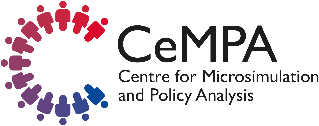 CeMPA
Centre for Microsimulation
and Policy Analysis